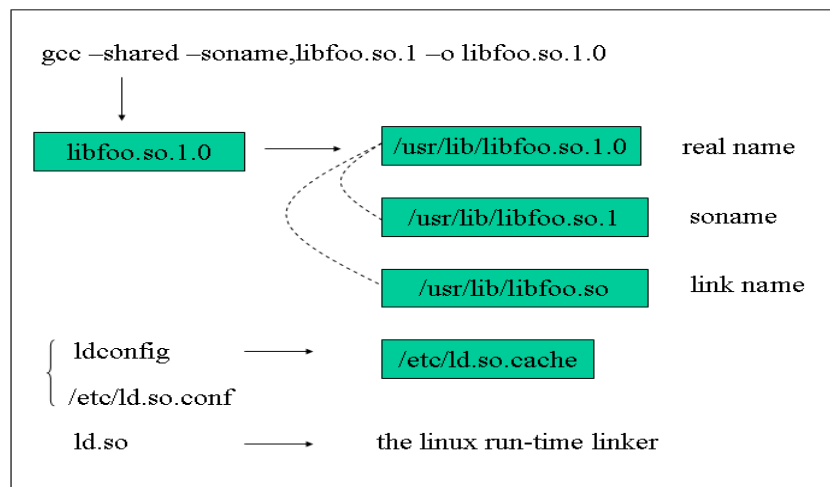 gcc –shared –soname,libfoo.so.1 –o libfoo.so.1.0
libfoo.so.1.0
/usr/lib/libfoo.so.1.0
real name
/usr/lib/libfoo.so.1
soname
/usr/lib/libfoo.so
link name
ldconfig
/etc/ld.so.cache
/etc/ld.so.conf
ld.so
the linux run-time linker